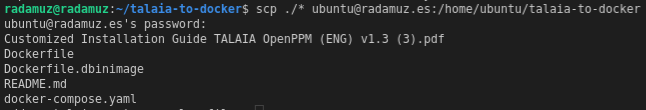 radamuz@radamuz:~/talaia-to-docker$ scp ./* ubuntu@radamuz.es:/home/ubuntu/talaia-to-docker
ubuntu@radamuz.es's password:
Customized Installation Guide TALAIA OpenPPM (ENG) v1.3 (3).pdf
Dockerfile
Dockerfile.dbinimage
README.md
docker-compose.yaml